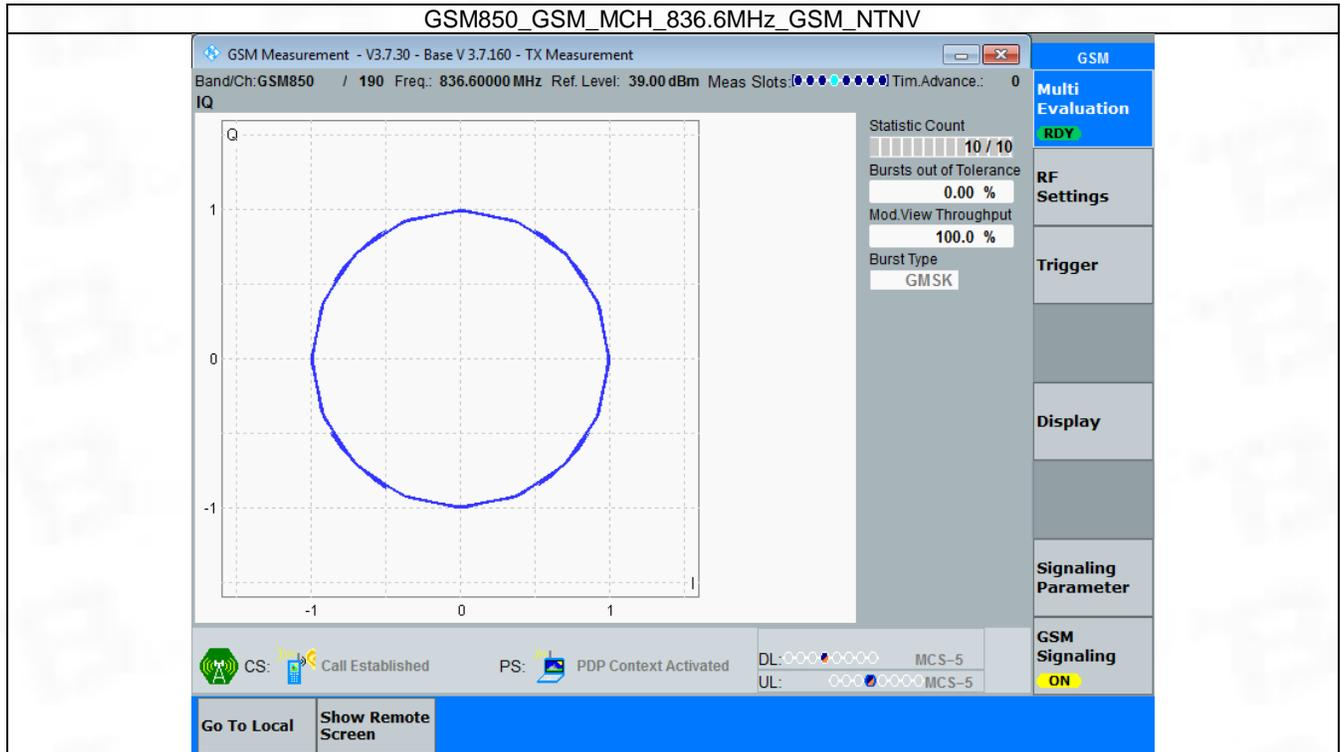 GSM850_GSM_MCH_836.6MHz_GSM_NTNV
GSM Measurement - V3.7.30 - Base V 3.7.160 - TX Measurement
GSM
Band/Ch:GSM850 / 190 Freq.: 836.60000 MHz Ref. Level: 39.00 dBm Meas Slots: Tim.Advance.: 0
IQ
Multi
Evaluation
RDY
Q
Statistic Count
10 / 10
Bursts out of Tolerance
0.00 %
Mod.View Throughput
100.0 %
Burst Type
GMSK
RF
Settings
Trigger
Display
1
0
-1
I
-1 0 1
Signaling
Parameter
GSM
Signaling
ON
CS: Call Established PS: PDP Context Activated DL: MCS-5
UL: MCS-5
Go To Local
Show Remote
Screen